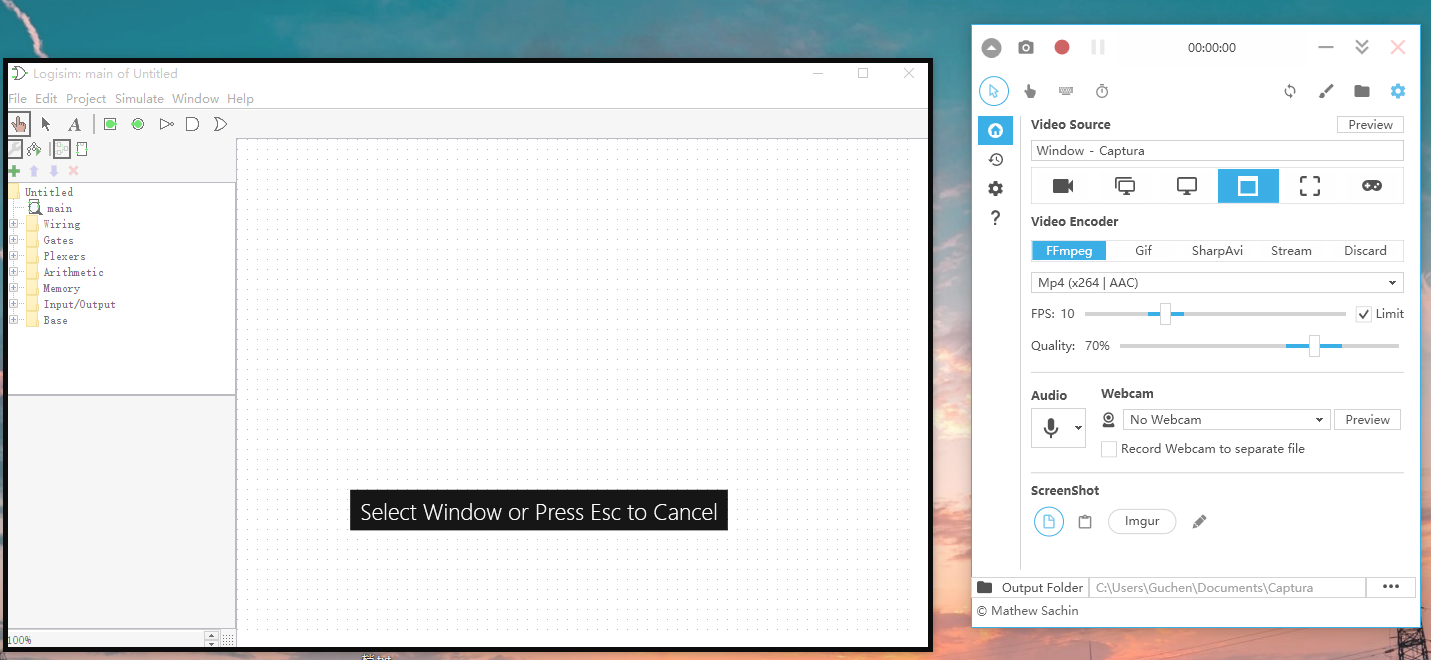 Logisim: main of Untitled
File Edit Project Simulate Window Help
A
Untitled
main
Wiring
Gates
Plexers
Arithmetic
Memory
Input/Output
Base
100%
Select Window or Press Esc to Cancel
00:00:00
Video Source
Preview
Window - Captura
Video Encoder
FFmpeg Gif SharpAvi Stream Discard
Mp4 (x264 | AAC)
FPS: 10
Limit
Quality: 70%
Audio
Webcam
No Webcam
Preview
Record Webcam to separate file
ScreenShot
Imgur
Output Folder C:\Users\Guchen\Documents\Captura
© Mathew Sachin